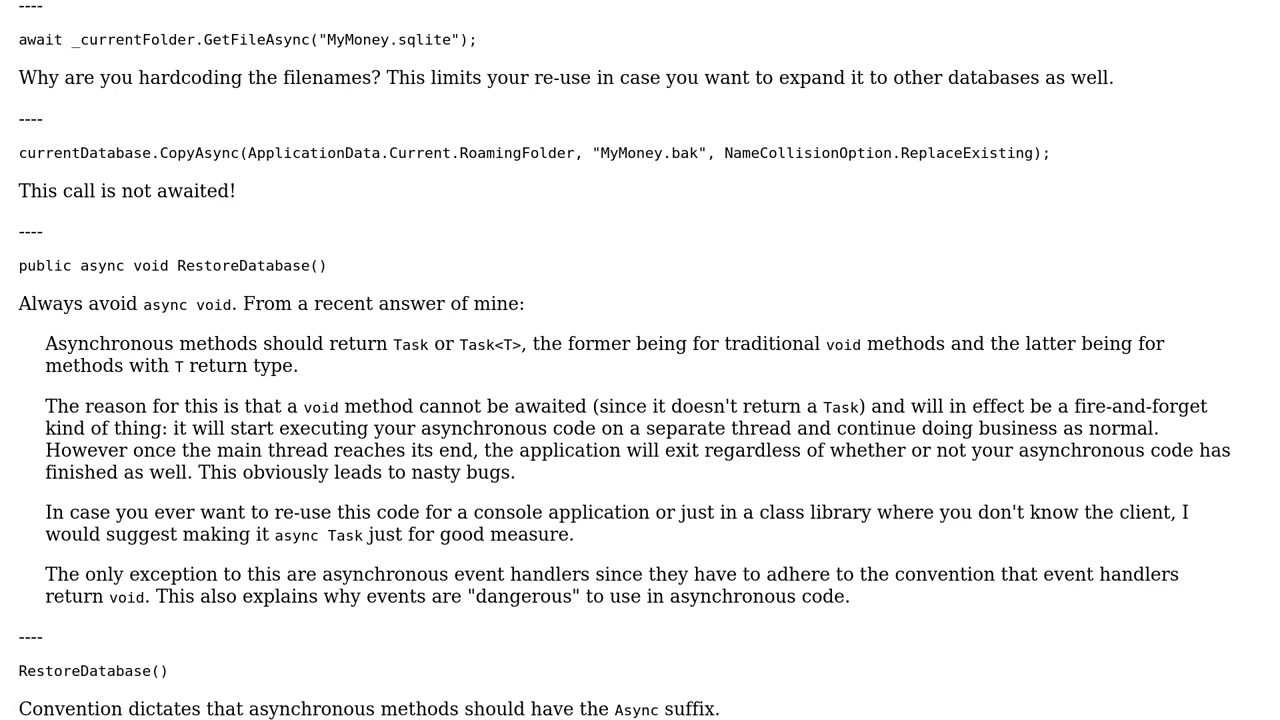 ----
await _currentFolder.GetFileAsync("MyMoney.sqlite");
Why are you hardcoding the filenames? This limits your re-use in case you want to expand it to other databases as well.
----
currentDatabase.CopyAsync(ApplicationData.Current.RoamingFolder, "MyMoney.bak", NameCollisionOption.ReplaceExisting);
This call is not awaited!
----
public async void RestoreDatabase()
Always avoid async void. From a recent answer of mine:
Asynchronous methods should return Task or Task<T>, the former being for traditional void methods and the latter being for
methods with T return type.
The reason for this is that a void method cannot be awaited (since it doesn't return a Task) and will in effect be a fire-and-forget
kind of thing: it will start executing your asynchronous code on a separate thread and continue doing business as normal.
However once the main thread reaches its end, the application will exit regardless of whether or not your asynchronous code has
finished as well. This obviously leads to nasty bugs.
In case you ever want to re-use this code for a console application or just in a class library where you don't know the client, I
would suggest making it async Task just for good measure.
The only exception to this are asynchronous event handlers since they have to adhere to the convention that event handlers
return void. This also explains why events are "dangerous" to use in asynchronous code.
----
RestoreDatabase()
Convention dictates that asynchronous methods should have the Async suffix.